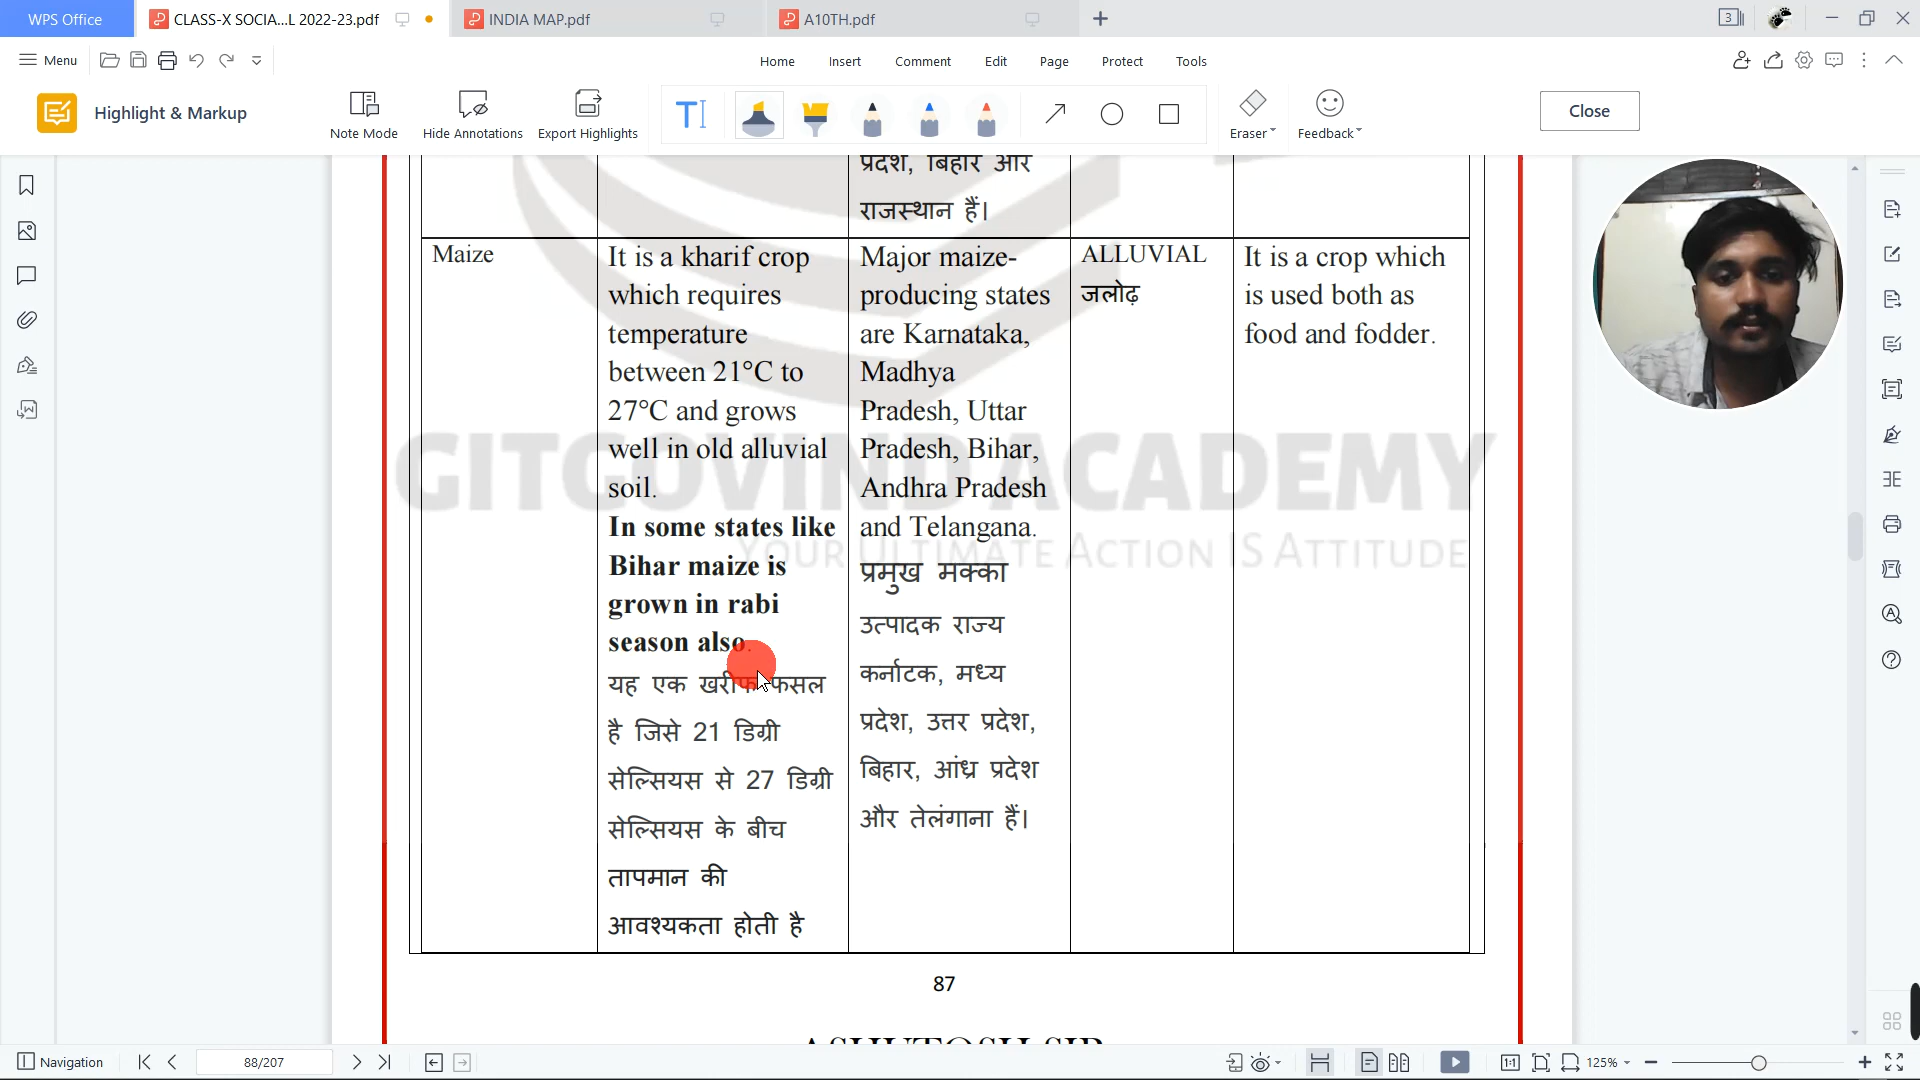 WPS Office
CLASS-X SOCIA...L 2022-23.pdf
INDIA MAP.pdf
A10TH.pdf
3
Menu
Home
Insert
Comment
Edit
Page
Protect
Tools
Highlight & Markup
Note Mode
Hide Annotations
Export Highlights
Eraser
Feedback
Close
प्रदेश, बिहार और
राजस्थान हैं।
Maize
It is a kharif crop
which requires
temperature
between 21°C to
27°C and grows
well in old alluvial
soil.
In some states like
Bihar maize is
grown in rabi
season also.
यह एक खरीफ फसल
है जिसे 21 डिग्री
सेल्सियस से 27 डिग्री
सेल्सियस के बीच
तापमान की
आवश्यकता होती है
Major maize-
producing states
are Karnataka,
Madhya
Pradesh, Uttar
Pradesh, Bihar,
Andhra Pradesh
and Telangana.
प्रमुख मक्का
उत्पादक राज्य
कर्नाटक, मध्य
प्रदेश, उत्तर प्रदेश,
बिहार, आंध्र प्रदेश
और तेलंगाना हैं।
ALLUVIAL
जलोढ़
It is a crop which
is used both as
food and fodder.
GITGOVIND ACADEMY
YOUR ULTIMATE ACTION IS ATTITUDE
87
ASHUTOSH SIR
Navigation
88/207
125%